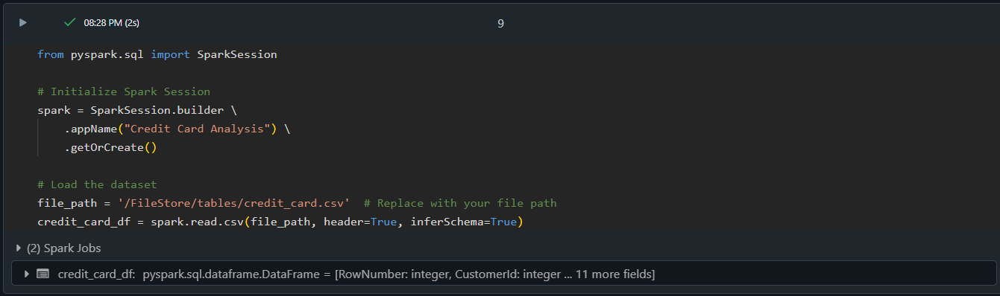 08:28 PM (2s)
9
from pyspark.sql import SparkSession
# Initialize Spark Session
spark = SparkSession.builder \
    .appName("Credit Card Analysis") \
    .getOrCreate()
# Load the dataset
file_path = '/FileStore/tables/credit_card.csv'  # Replace with your file path
credit_card_df = spark.read.csv(file_path, header=True, inferSchema=True)
(2) Spark Jobs
credit_card_df: pyspark.sql.dataframe.DataFrame = [RowNumber: integer, CustomerId: integer ... 11 more fields]